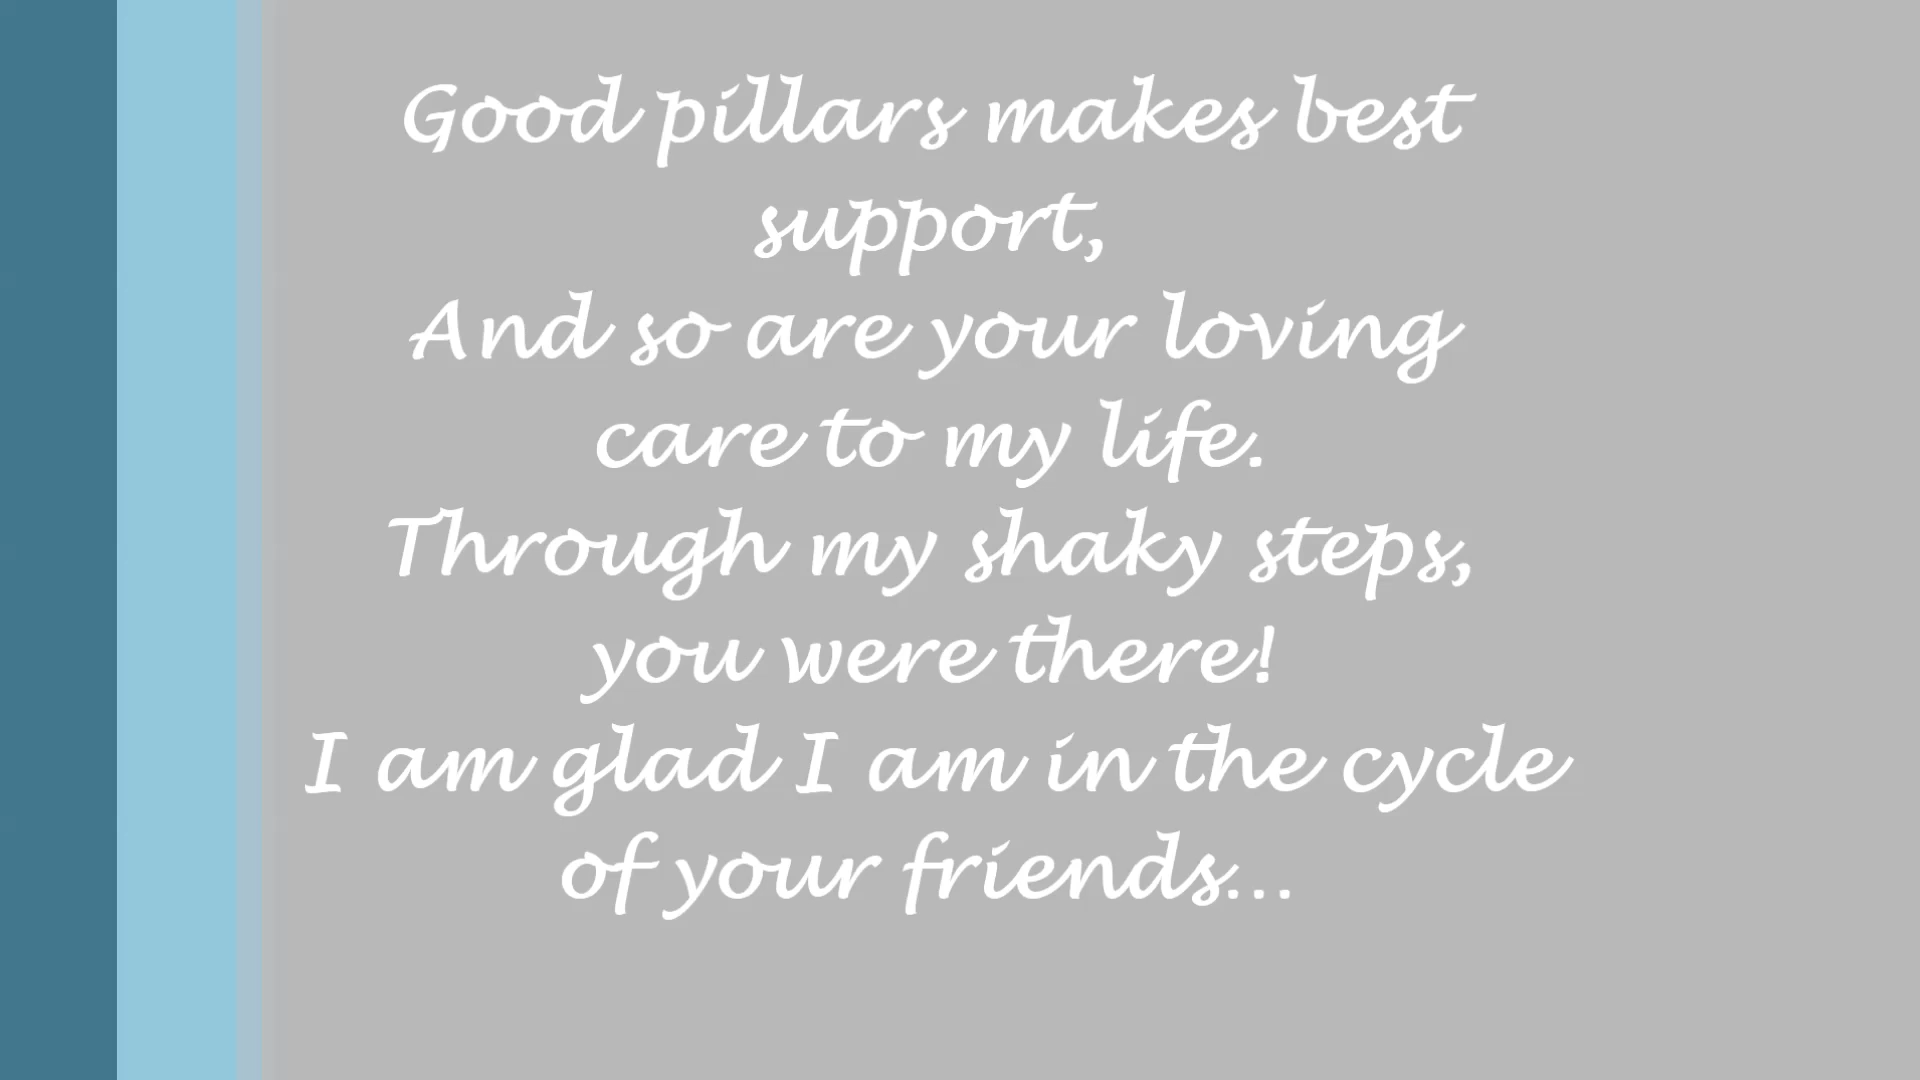 Good pillars makes best
support,
And so are your loving
care to my life.
Through my shaky steps,
you were there!
I am glad I am in the cycle
of your friends...